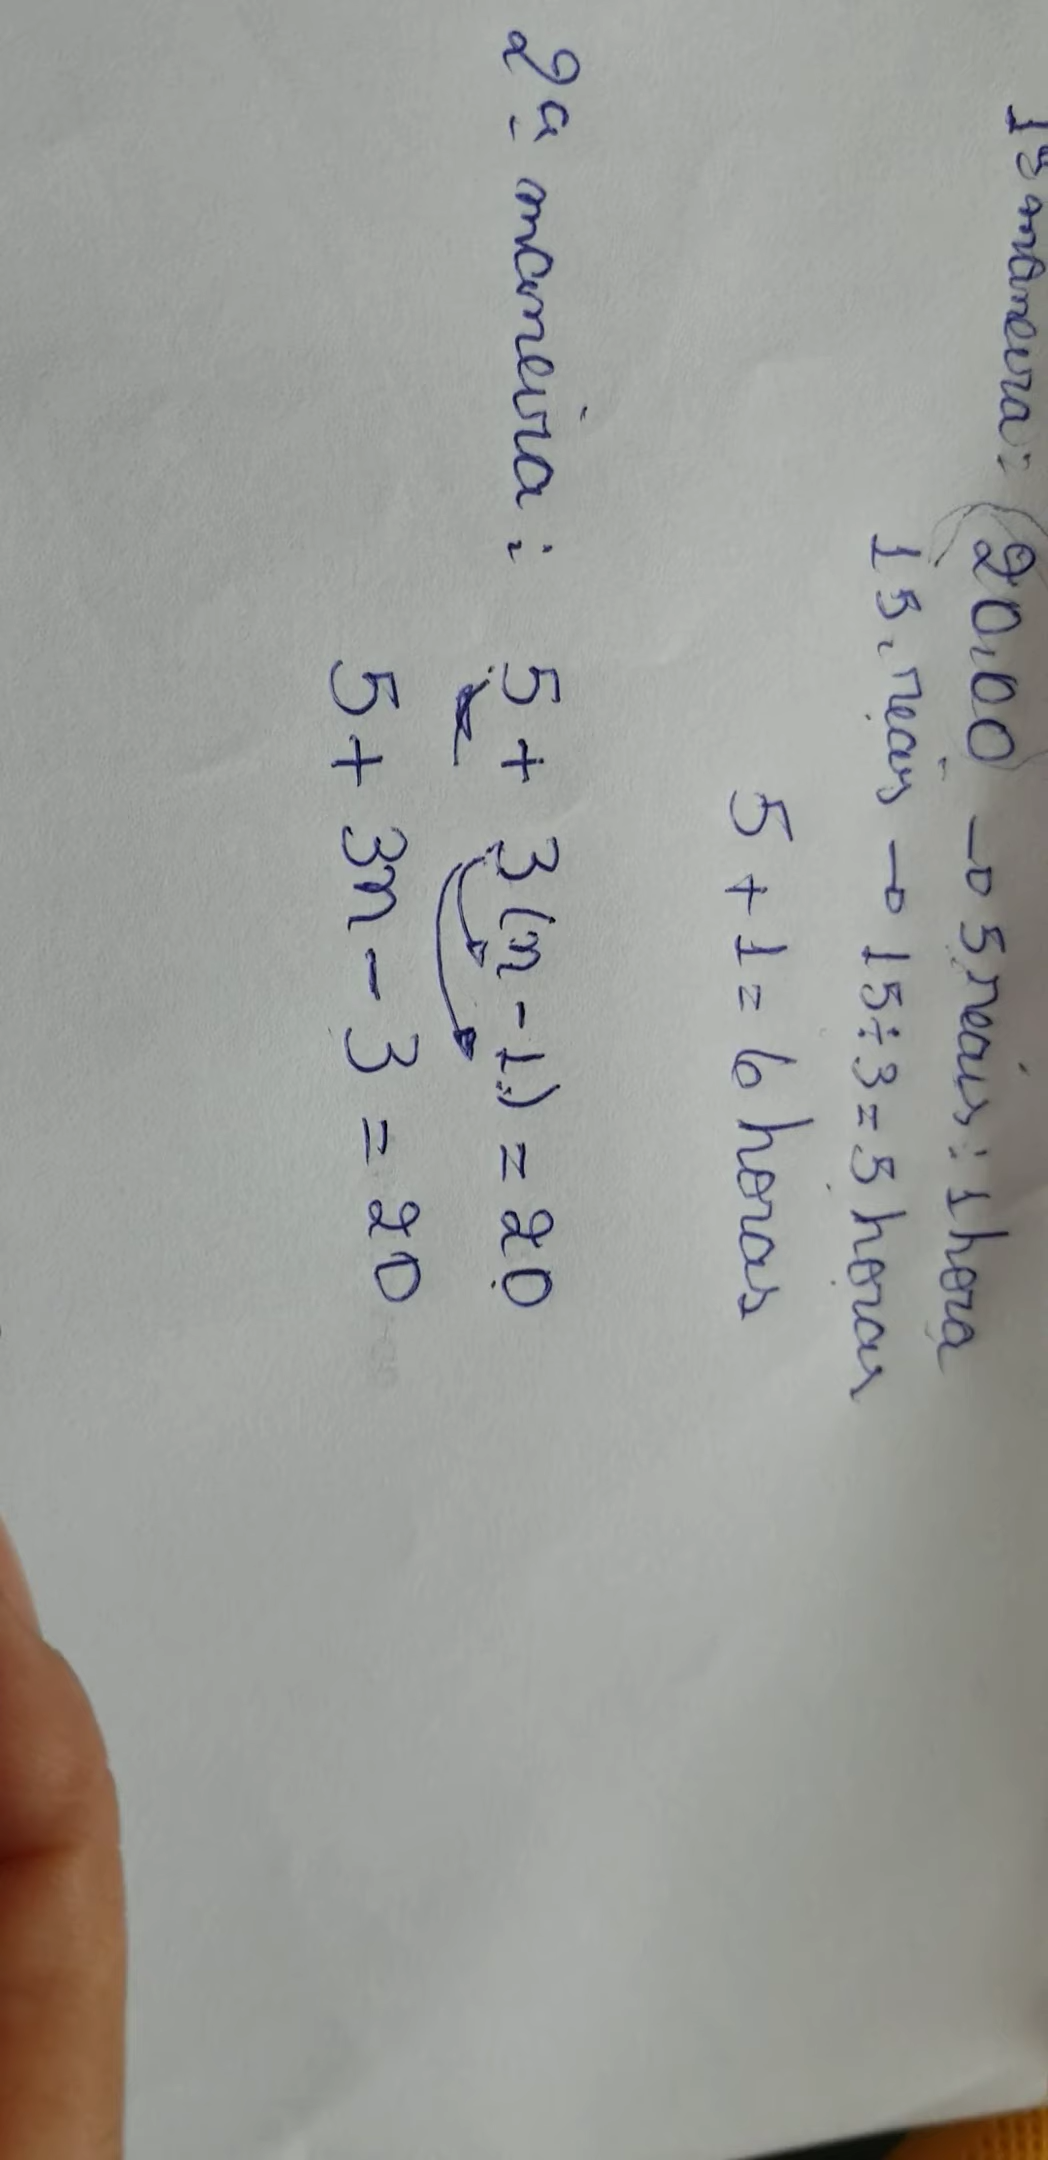 1ª maneira: 20,00 → 5 reais: 1 hora
15, reais → 15÷3=5 horas
5+1=6 horas
2ª maneira: 5+3(n-1)=20
5+3n-3=20